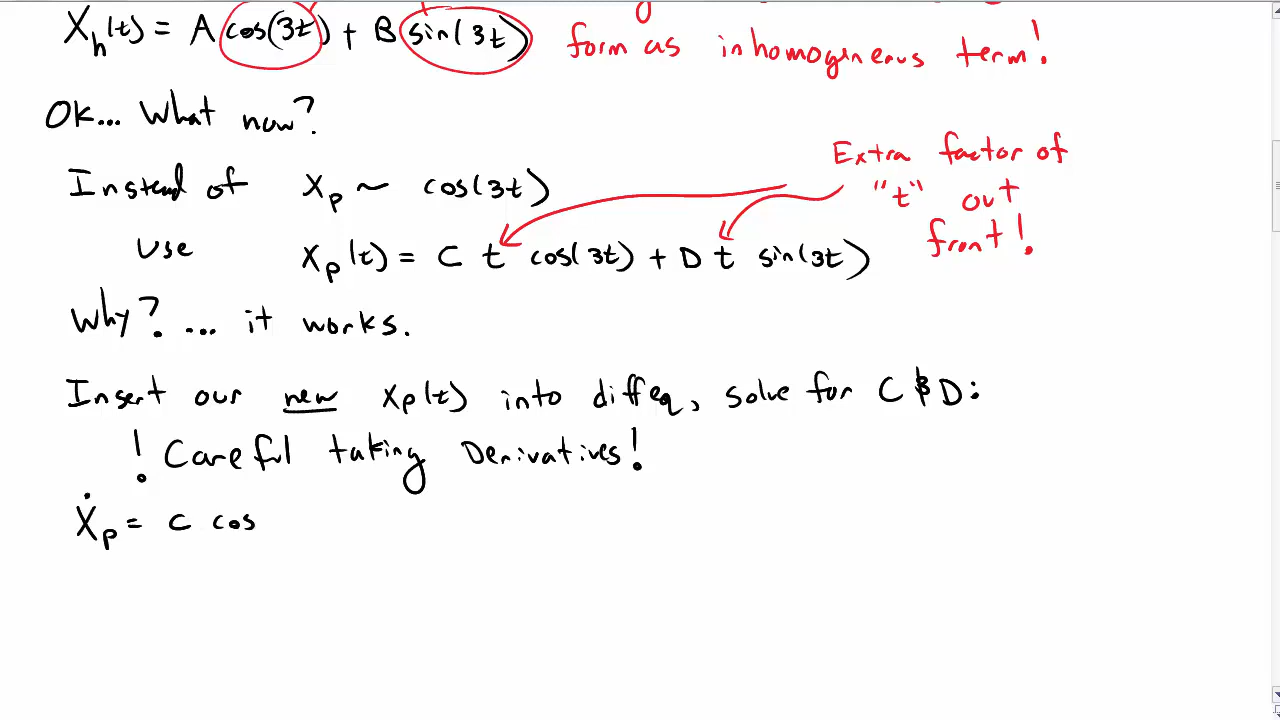 Xh(t) = A cos(3t) + B sin(3t)
form as inhomogeneous term!
OK... What now?
Instead of Xp ~ cos(3t)
Extra factor of
"t" out
front!
Use Xp(t) = C t cos(3t) + D t sin(3t)
Why? ... it works.
Insert our new Xp(t) into diffeq, solve for C & D:
! Careful taking Derivatives!
Ẋp = C cos